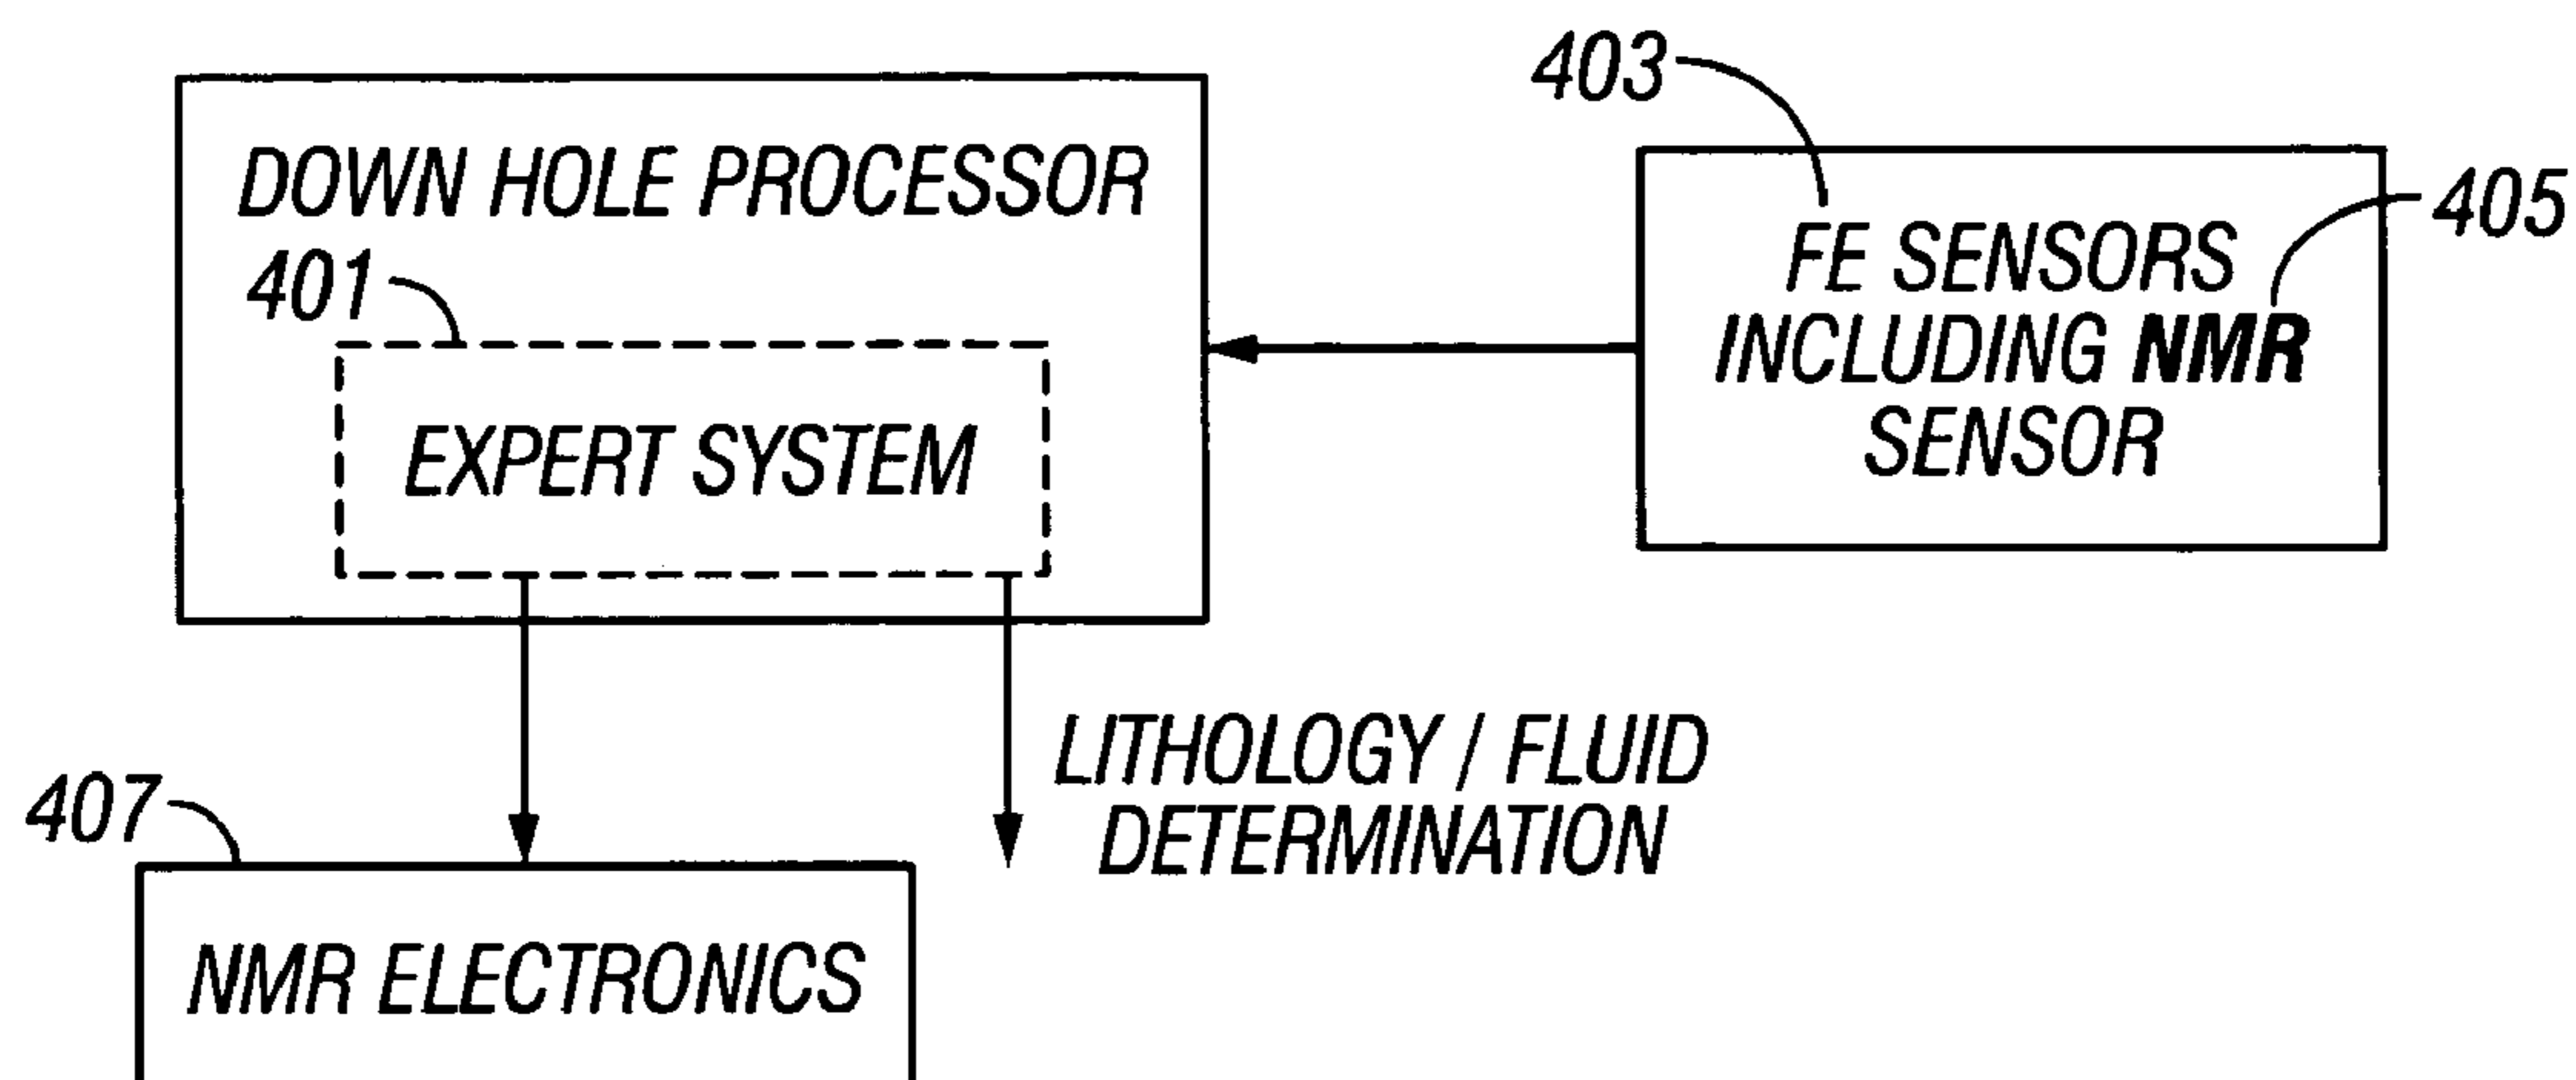 403
DOWN HOLE PROCESSOR
405
401
FE SENSORS
INCLUDING NMR
SENSOR
EXPERT SYSTEM
LITHOLOGY / FLUID
DETERMINATION
407
NMR ELECTRONICS